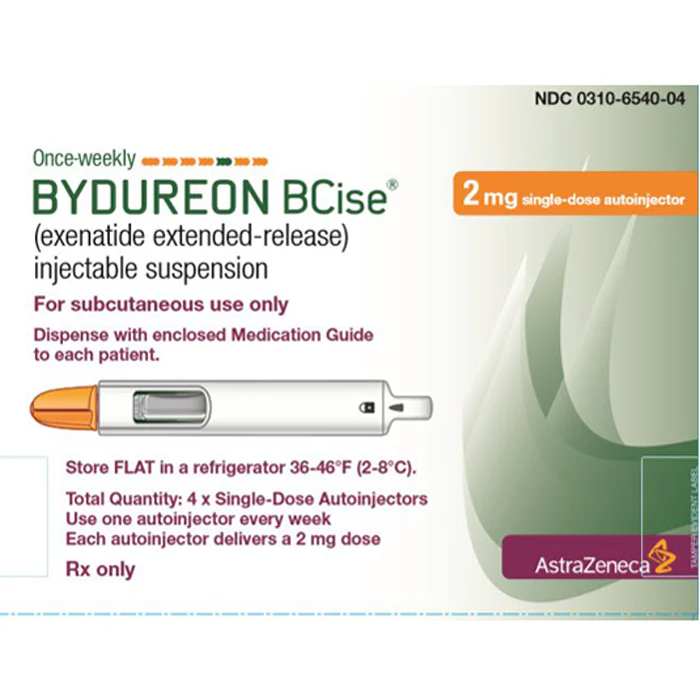 NDC 0310-6540-04
Once-weekly
BYDUREON BCise®
(exenatide extended-release)
injectable suspension
2 mg single-dose autoinjector
For subcutaneous use only
Dispense with enclosed Medication Guide
to each patient.
Store FLAT in a refrigerator 36-46°F (2-8°C).
Total Quantity: 4 x Single-Dose Autoinjectors
Use one autoinjector every week
Each autoinjector delivers a 2 mg dose
Rx only
AstraZeneca
TAMPER EVIDENT LABEL